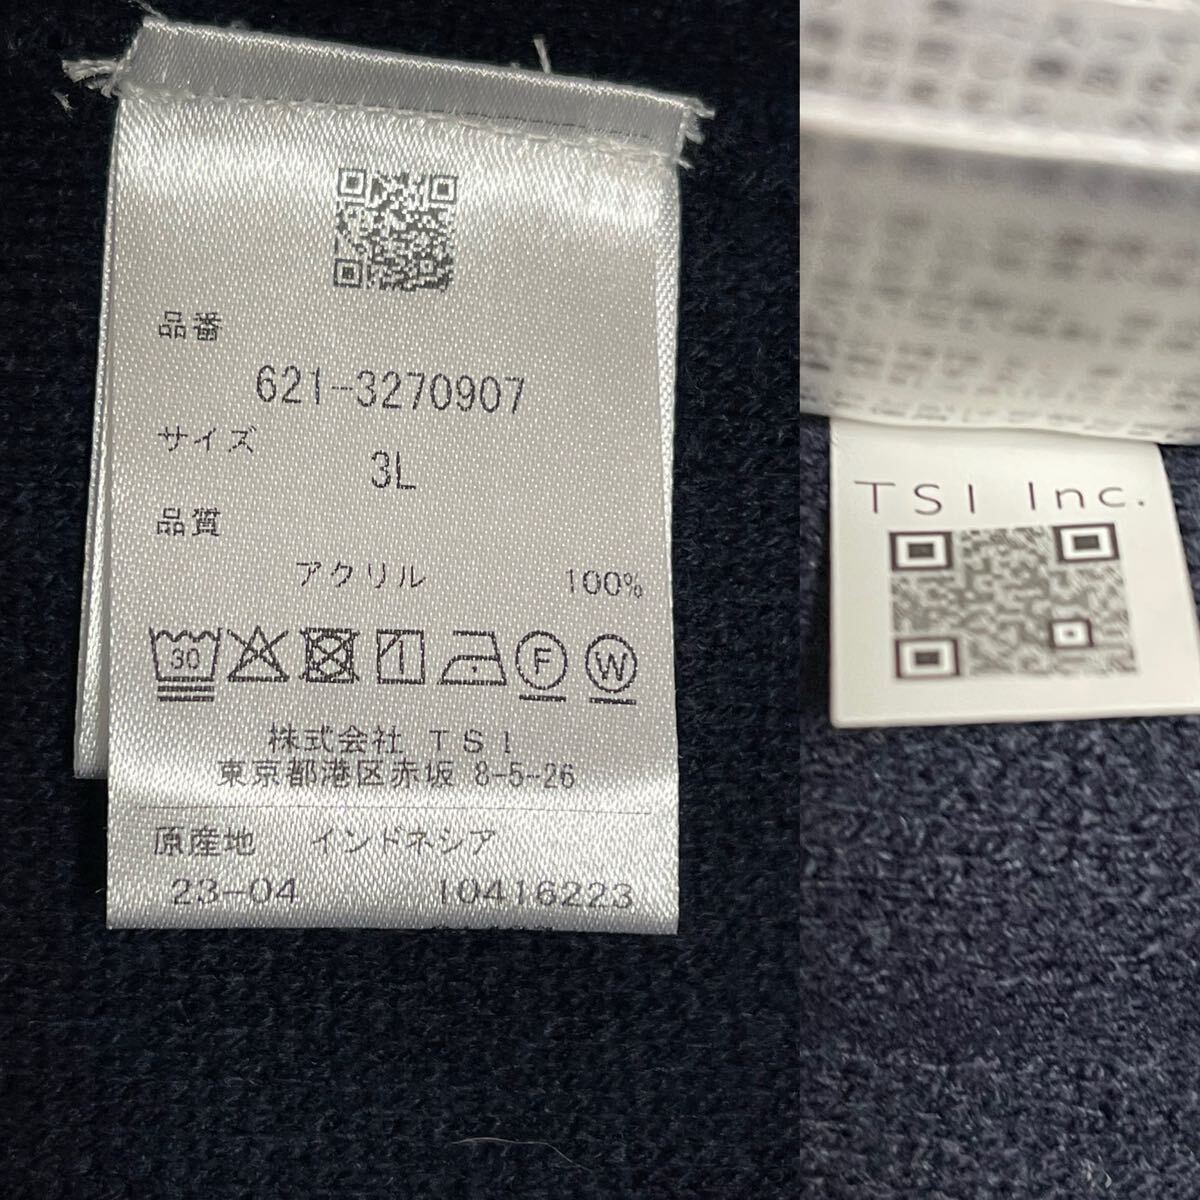 品番
621-3270907
サイズ
3L
品質
アクリル 100%
30
F
W
株式会社 TSI
東京都港区赤坂 8-5-26
原産地 インドネシア
23-04 10416223
TSI Inc.